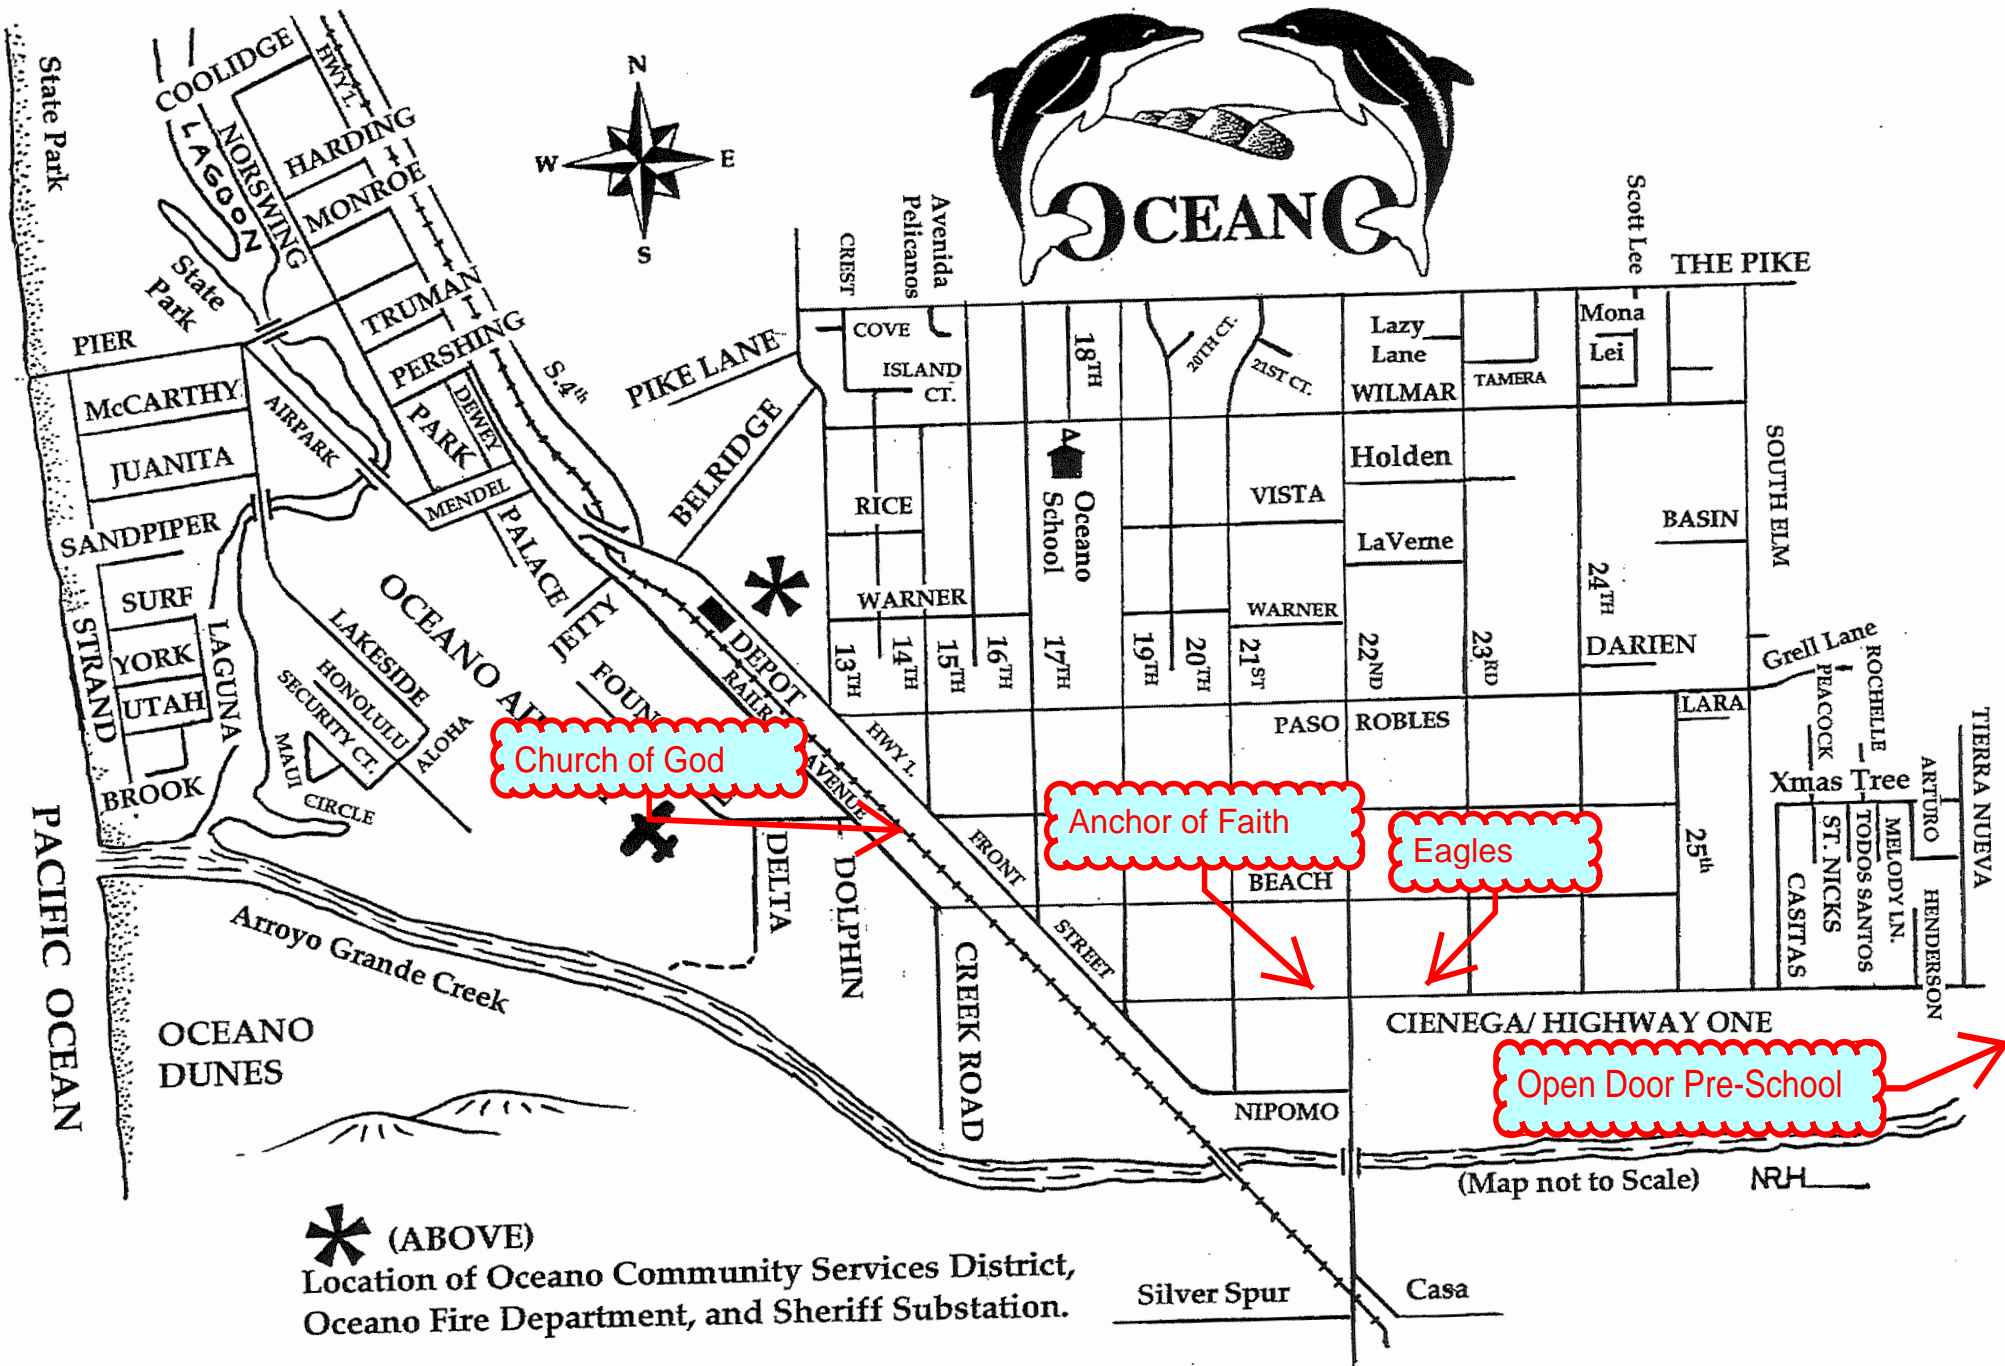 State Park
COOLIDGE
HWY 1.
LAGOON
NORSWING
HARDING
MONROE
State
Park
TRUMAN
PERSHING
PIER
McCARTHY
AIRPARK
PARK
DEWEY
S. 4th
JUANITA
MENDEL
SANDPIPER
PALACE
SURF
STRAND
YORK
LAGUNA
UTAH
BROOK
LAKESIDE
HONOLULU
SECURITY CT.
ALOHA
MAUI
CIRCLE
JETTY
N
W
E
S
OCEANO
CREST
Avenida
Pelicanos
Scott Lee
THE PIKE
PIKE LANE
COVE
ISLAND
CT.
18TH
20TH CT.
21ST CT.
Lazy
Lane
WILMAR
TAMERA
Mona
Lei
BELRIDGE
Holden
SOUTH ELM
RICE
Oceano
School
VISTA
BASIN
LaVerne
24TH
WARNER
WARNER
DARIEN
13TH
14TH
15TH
16TH
17TH
19TH
20TH
21ST
22ND
23RD
Grell Lane
PEACOCK
ROCHELLE
DEPOT
LARA
PASO ROBLES
HWY 1.
TIERRA NUEVA
Church of God
AVENUE
Xmas Tree
ARTURO
Anchor of Faith
Eagles
BEACH
25th
ST. NICKS
TODOS SANTOS
MELODY LN.
CASITAS
HENDERSON
DELTA
DOLPHIN
FRONT
STREET
CREEK ROAD
PACIFIC OCEAN
Arroyo Grande Creek
OCEANO
DUNES
CIENEGA/ HIGHWAY ONE
Open Door Pre-School
NIPOMO
(Map not to Scale)
NRH
(ABOVE)
Location of Oceano Community Services District,
Oceano Fire Department, and Sheriff Substation.
Silver Spur
Casa